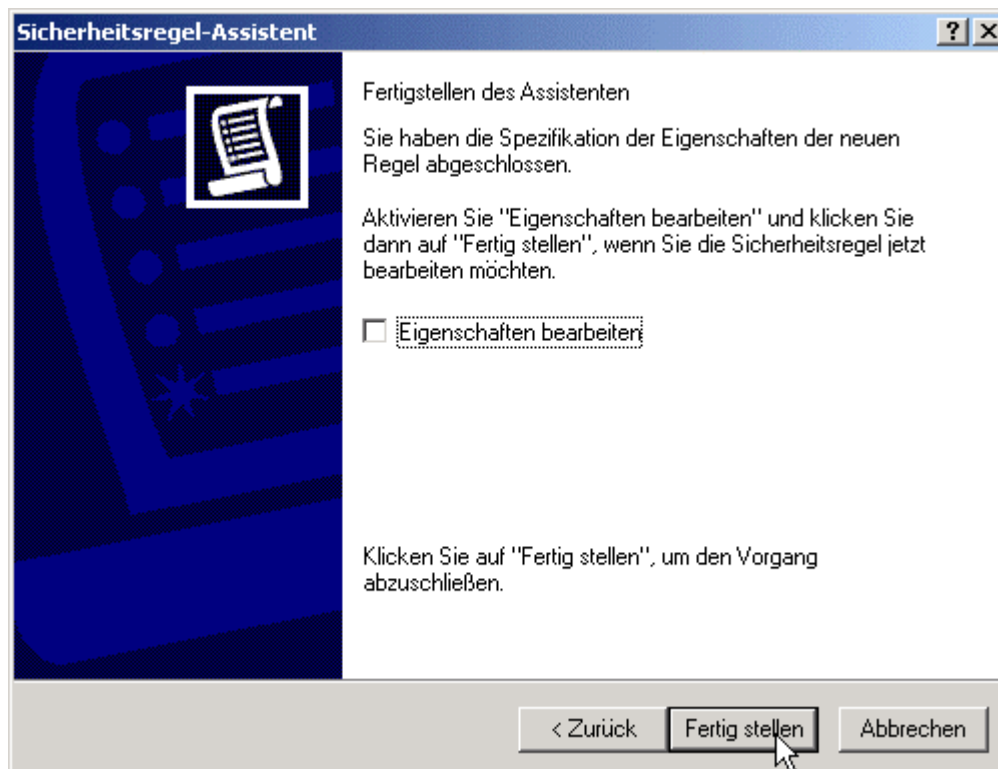 Sicherheitsregel-Assistent
Fertigstellen des Assistenten
Sie haben die Spezifikation der Eigenschaften der neuen
Regel abgeschlossen.
Aktivieren Sie "Eigenschaften bearbeiten" und klicken Sie
dann auf "Fertig stellen", wenn Sie die Sicherheitsregel jetzt
bearbeiten möchten.
Eigenschaften bearbeiten
Klicken Sie auf "Fertig stellen", um den Vorgang
abzuschließen.
< Zurück
Fertig stellen
Abbrechen